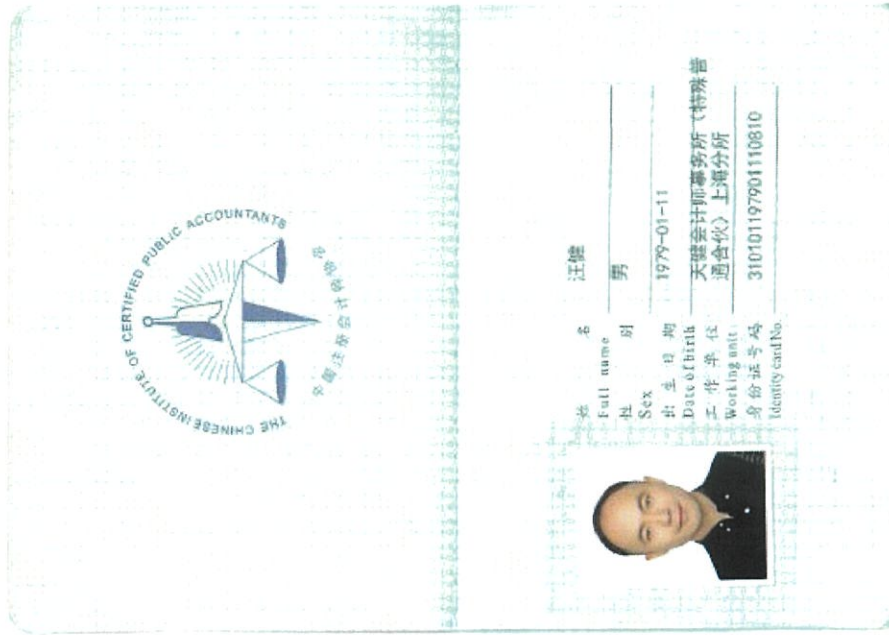 THE CHINESE INSTITUTE OF CERTIFIED PUBLIC ACCOUNTANTS
中国注册会计师协会
姓 名 汪健
Full name
性 别 男
Sex
出 生 日 期 1979-01-11
Date of birth
工 作 单 位 天健会计师事务所(特殊普
通合伙)上海分所
Working unit
身份证号码 310101197901110810
Identity card No.